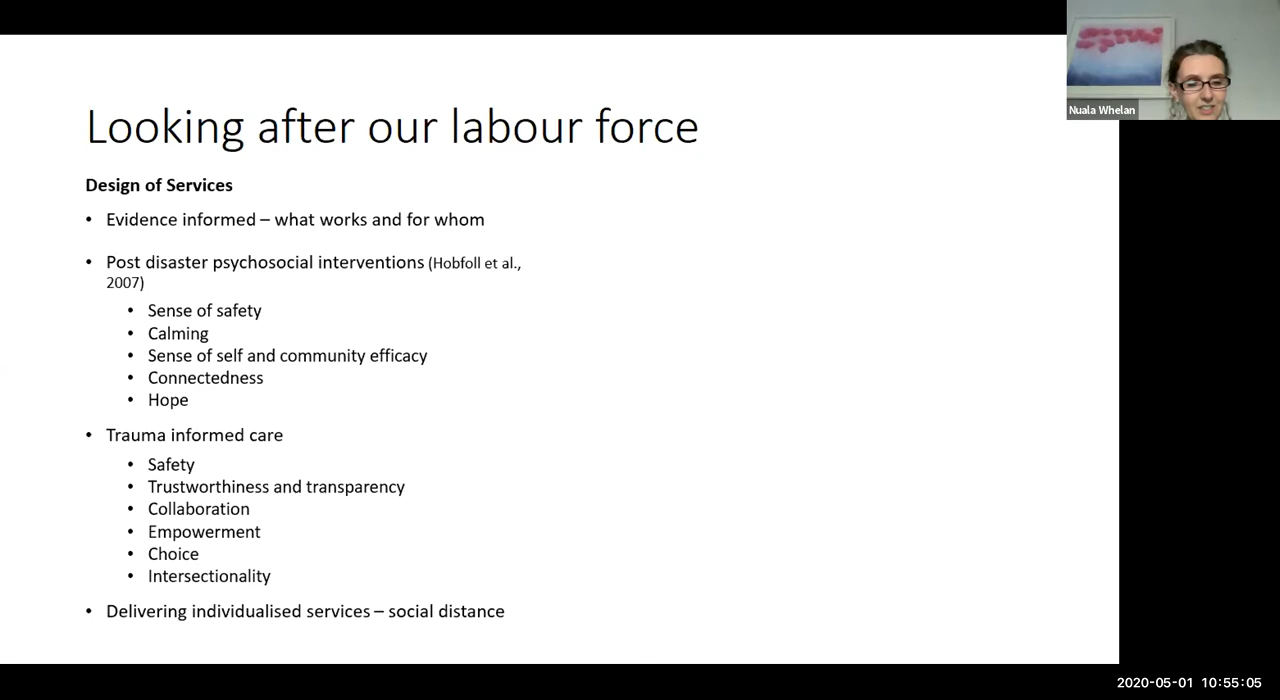 Looking after our labour force
Design of Services
• Evidence informed – what works and for whom
• Post disaster psychosocial interventions (Hobfoll et al.,
2007)
• Sense of safety
• Calming
• Sense of self and community efficacy
• Connectedness
• Hope
• Trauma informed care
• Safety
• Trustworthiness and transparency
• Collaboration
• Empowerment
• Choice
• Intersectionality
• Delivering individualised services – social distance
Nuala Whelan
2020-05-01 10:55:05